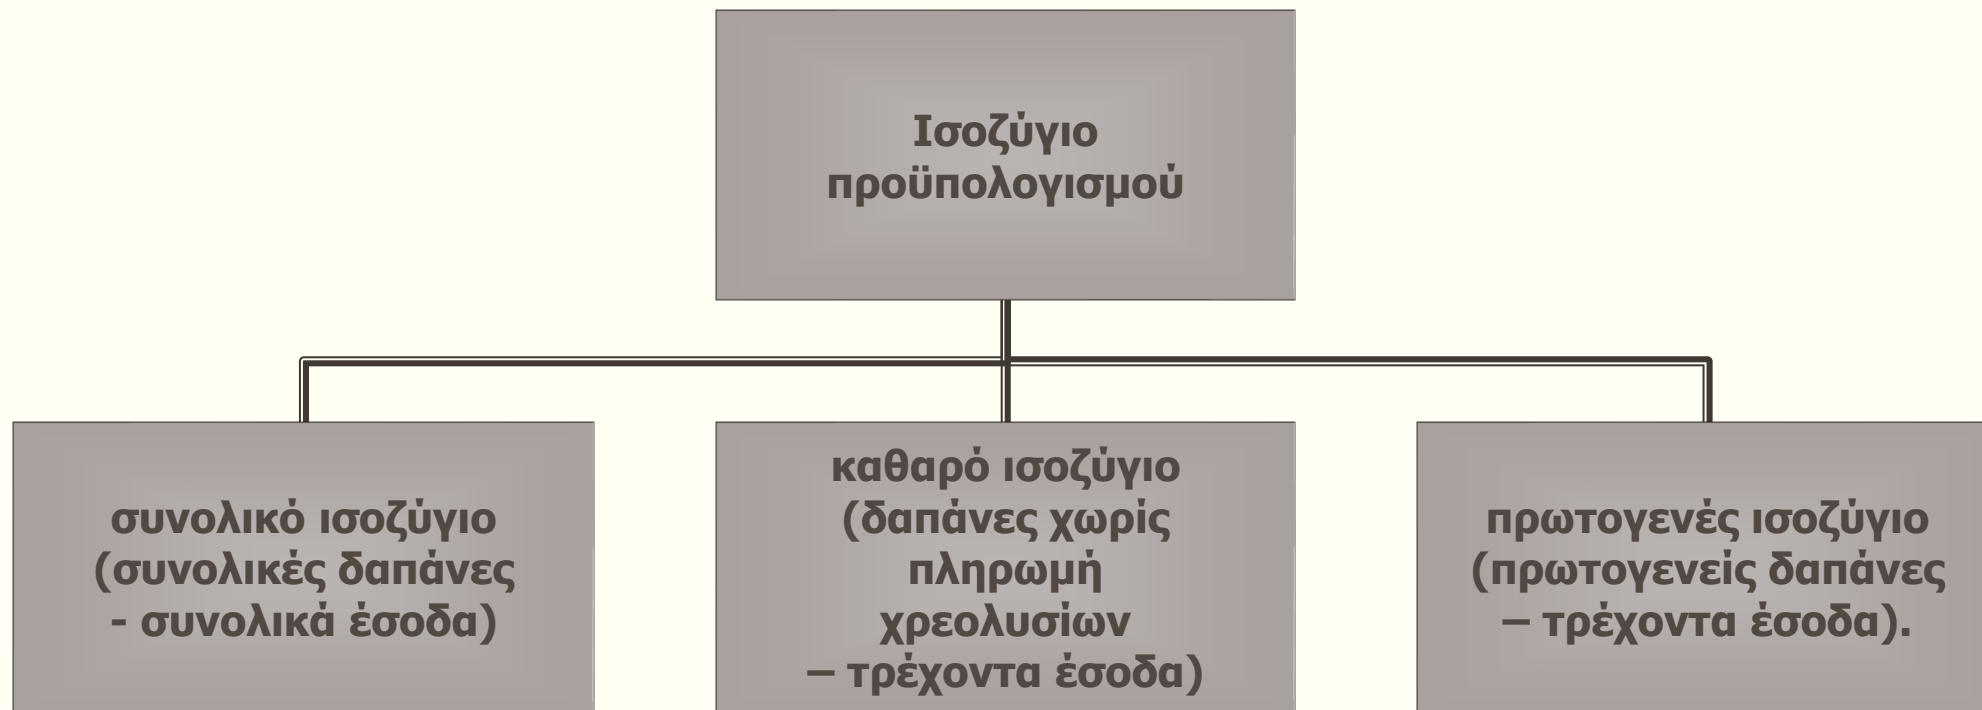 Ισοζύγιο
προϋπολογισμού
συνολικό ισοζύγιο
(συνολικές δαπάνες
- συνολικά έσοδα)
καθαρό ισοζύγιο
(δαπάνες χωρίς
πληρωμή
χρεολυσίων
– τρέχοντα έσοδα)
πρωτογενές ισοζύγιο
(πρωτογενείς δαπάνες
– τρέχοντα έσοδα).